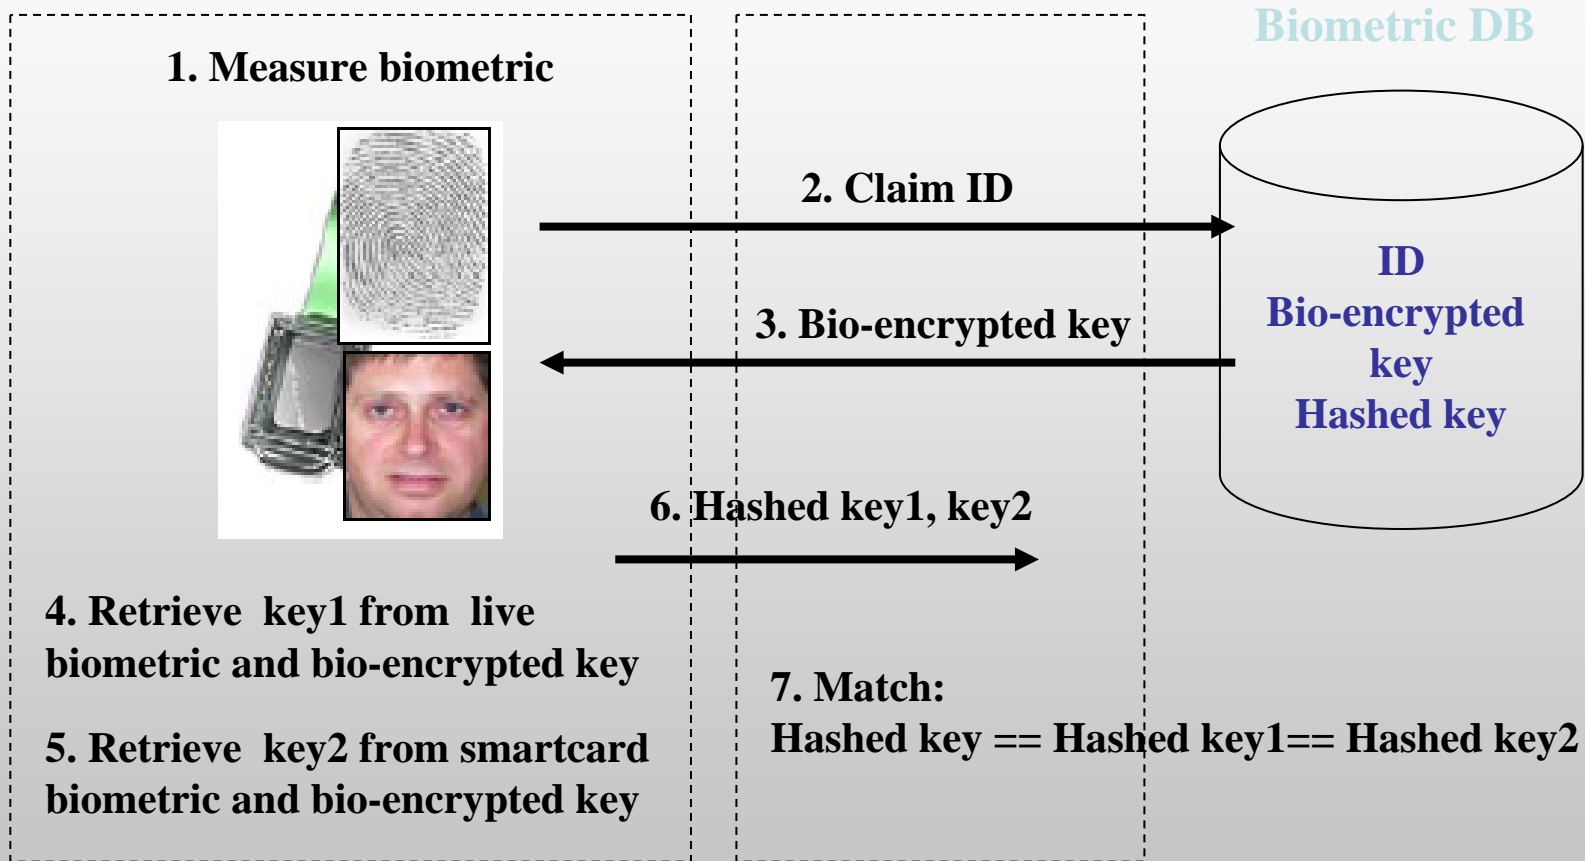 Biometric DB
1. Measure biometric
2. Claim ID
3. Bio-encrypted key
ID
Bio-encrypted
key
Hashed key
6. Hashed key1, key2
4. Retrieve key1 from live
biometric and bio-encrypted key
5. Retrieve key2 from smartcard
biometric and bio-encrypted key
7. Match:
Hashed key == Hashed key1== Hashed key2